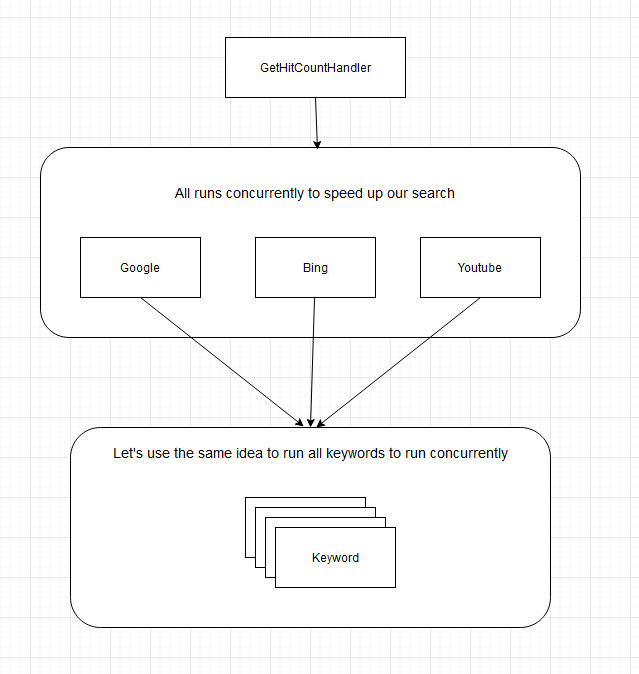 GetHitCountHandler
All runs concurrently to speed up our search
Google
Bing
Youtube
Let's use the same idea to run all keywords to run concurrently
Keyword